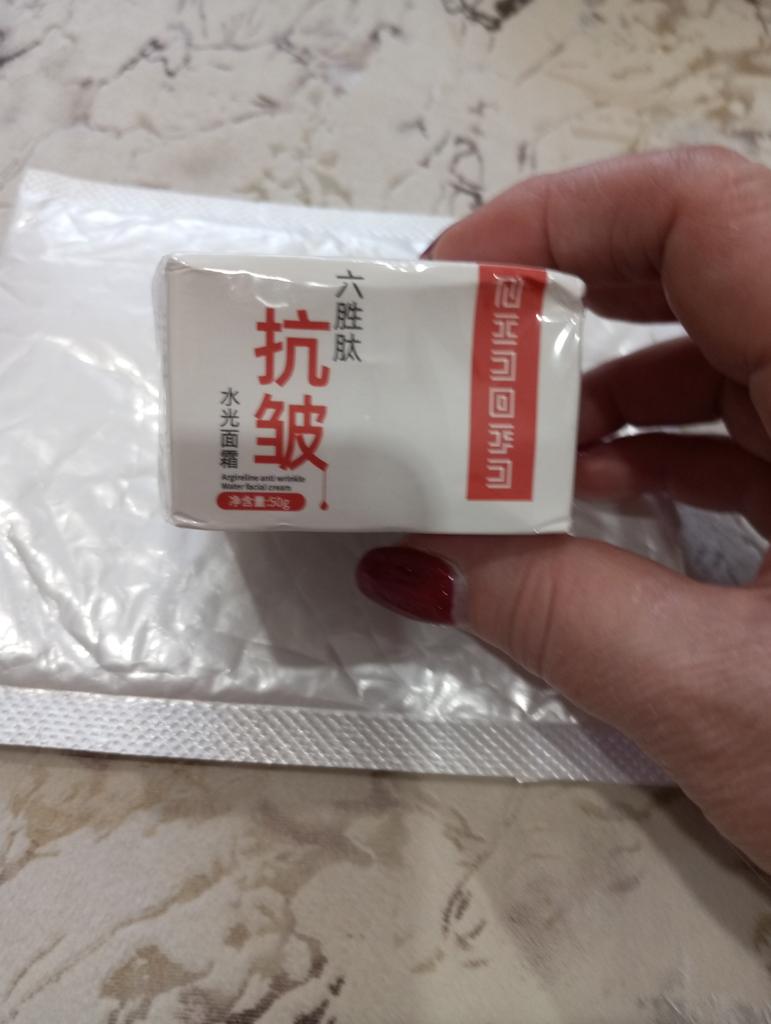 六胜肽
抗皱
水光面霜
Argireline anti wrinkle
Water facial cream
净含量:50g